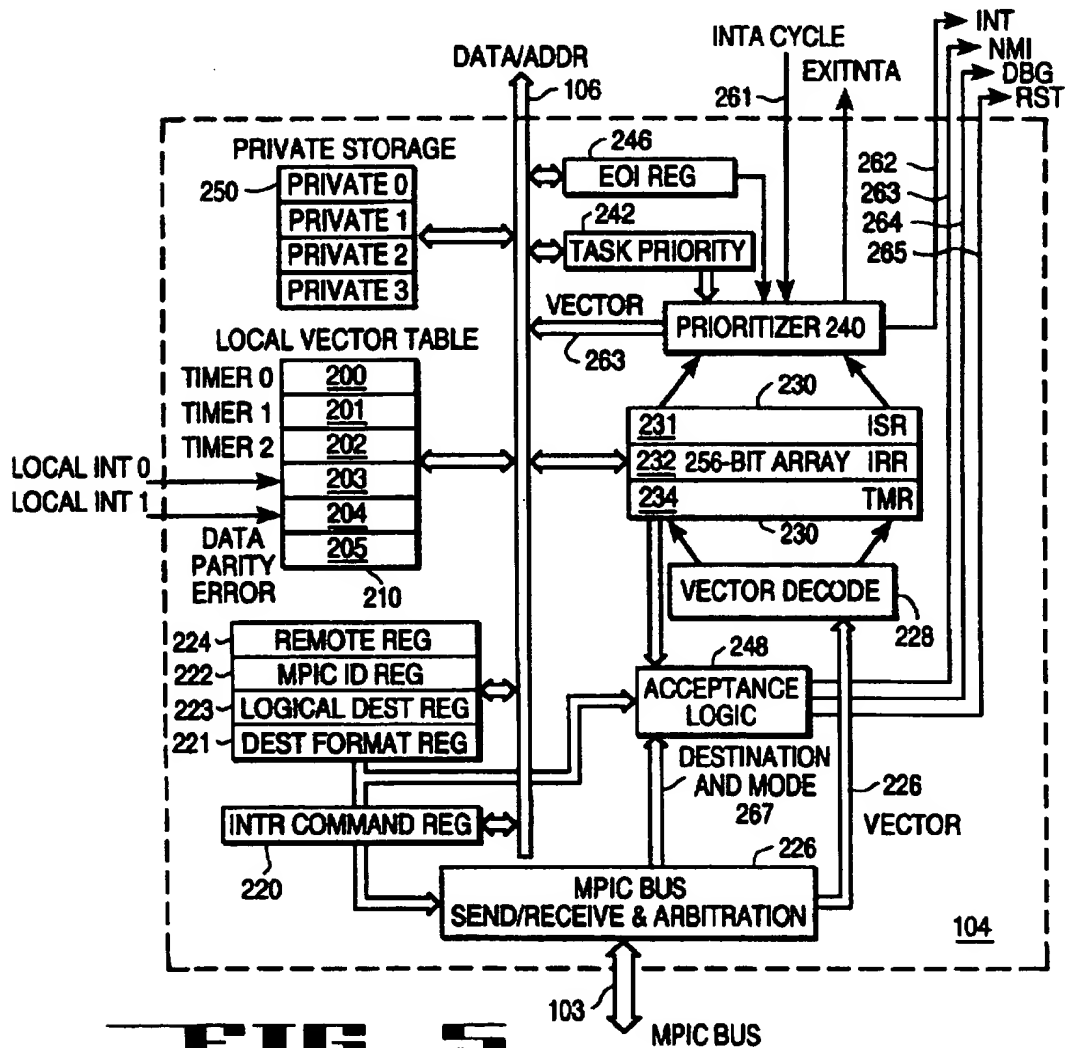 INT
NMI
DBG
RST
INTA CYCLE
EXITNTA
DATA/ADDR
106
261
262
263
264
265
PRIVATE STORAGE
250
PRIVATE 0
PRIVATE 1
PRIVATE 2
PRIVATE 3
246
EOI REG
242
TASK PRIORITY
VECTOR
263
PRIORITIZER 240
LOCAL VECTOR TABLE
TIMER 0 200
TIMER 1 201
TIMER 2 202
LOCAL INT 0 203
LOCAL INT 1 204
DATA PARITY ERROR 205
210
230
231 ISR
232 256-BIT ARRAY IRR
234 TMR
230
VECTOR DECODE
228
224 REMOTE REG
222 MPIC ID REG
223 LOGICAL DEST REG
221 DEST FORMAT REG
248
ACCEPTANCE
LOGIC
DESTINATION
AND MODE
267
226
VECTOR
INTR COMMAND REG
220
226
MPIC BUS
SEND/RECEIVE & ARBITRATION
104
103
MPIC BUS
FIG 5